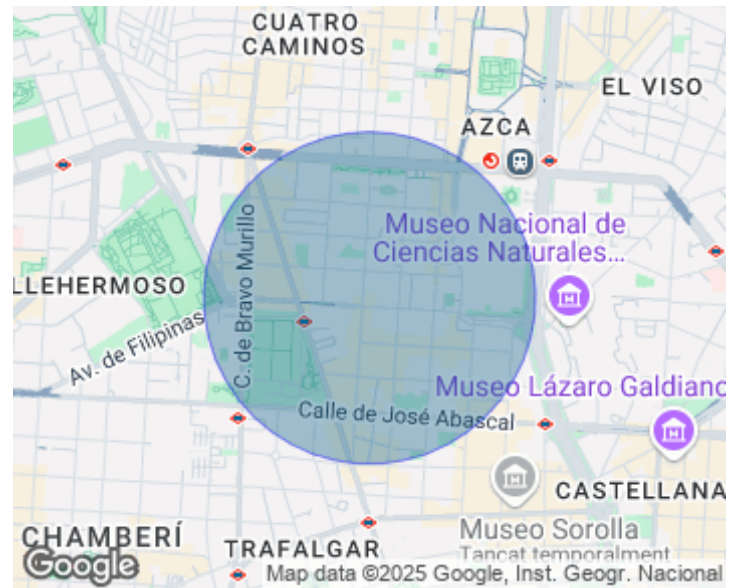 CUATRO
CAMINOS
EL VISO
AZCA
Museo Nacional de
Ciencias Naturales...
LLEHERMOSO
C. de Bravo Murillo
Av. de Filipinas
Museo Lázaro Galdiano
Calle de José Abascal
CASTELLANA
CHAMBERÍ
TRAFALGAR
Museo Sorolla
Tancat temporalment
Google
Map data ©2025 Google, Inst. Geogr. Nacional